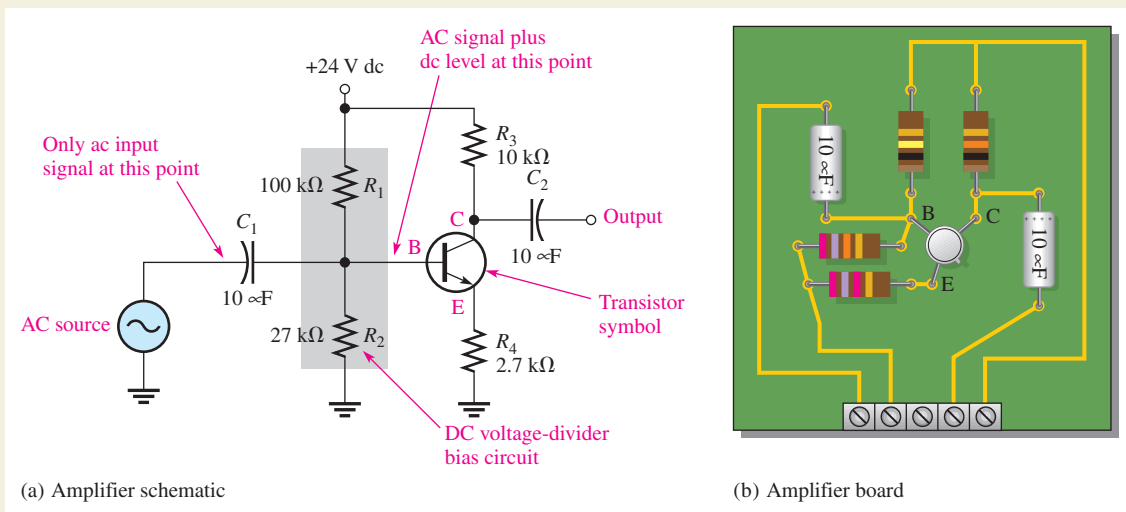 AC signal plus
dc level at this point
+24 V dc
Only ac input
signal at this point
R3
10 kΩ
C2
100 kΩ
R1
C1
C
Output
B
10 ∝F
10 ∝F
E
Transistor
symbol
AC source
27 kΩ
R2
R4
2.7 kΩ
DC voltage-divider
bias circuit
(a) Amplifier schematic
10 ∝F
++++
B
C
++++
10 ∝F
E
(b) Amplifier board